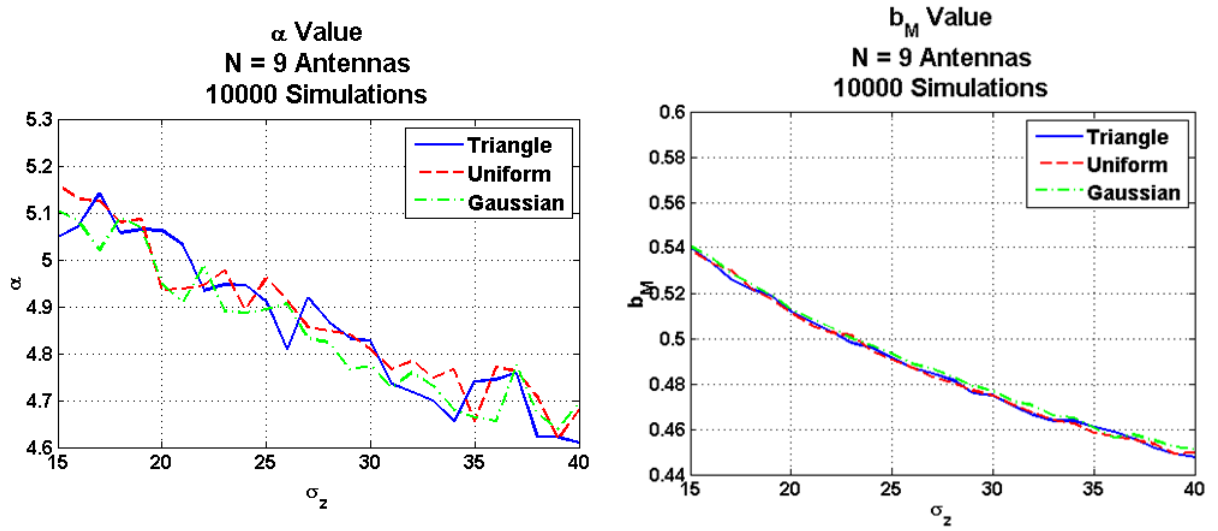 α Value
N = 9 Antennas
10000 Simulations
5.3
5.2
5.1
5
4.9
4.8
4.7
4.6
α
15 20 25 30 35 40
σz
Triangle
Uniform
Gaussian
bM Value
N = 9 Antennas
10000 Simulations
0.6
0.58
0.56
0.54
0.52
0.5
0.48
0.46
0.44
bM
15 20 25 30 35 40
σz
Triangle
Uniform
Gaussian